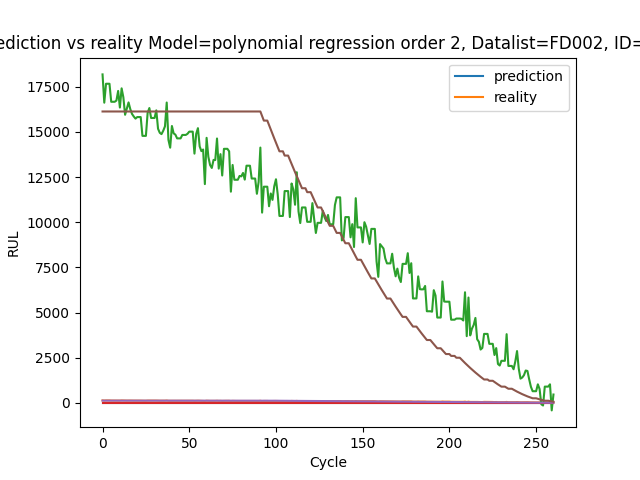 ediction vs reality Model=polynomial regression order 2, Datalist=FD002, ID=
prediction
reality
17500
15000
12500
10000
7500
5000
2500
0
RUL
0 50 100 150 200 250
Cycle